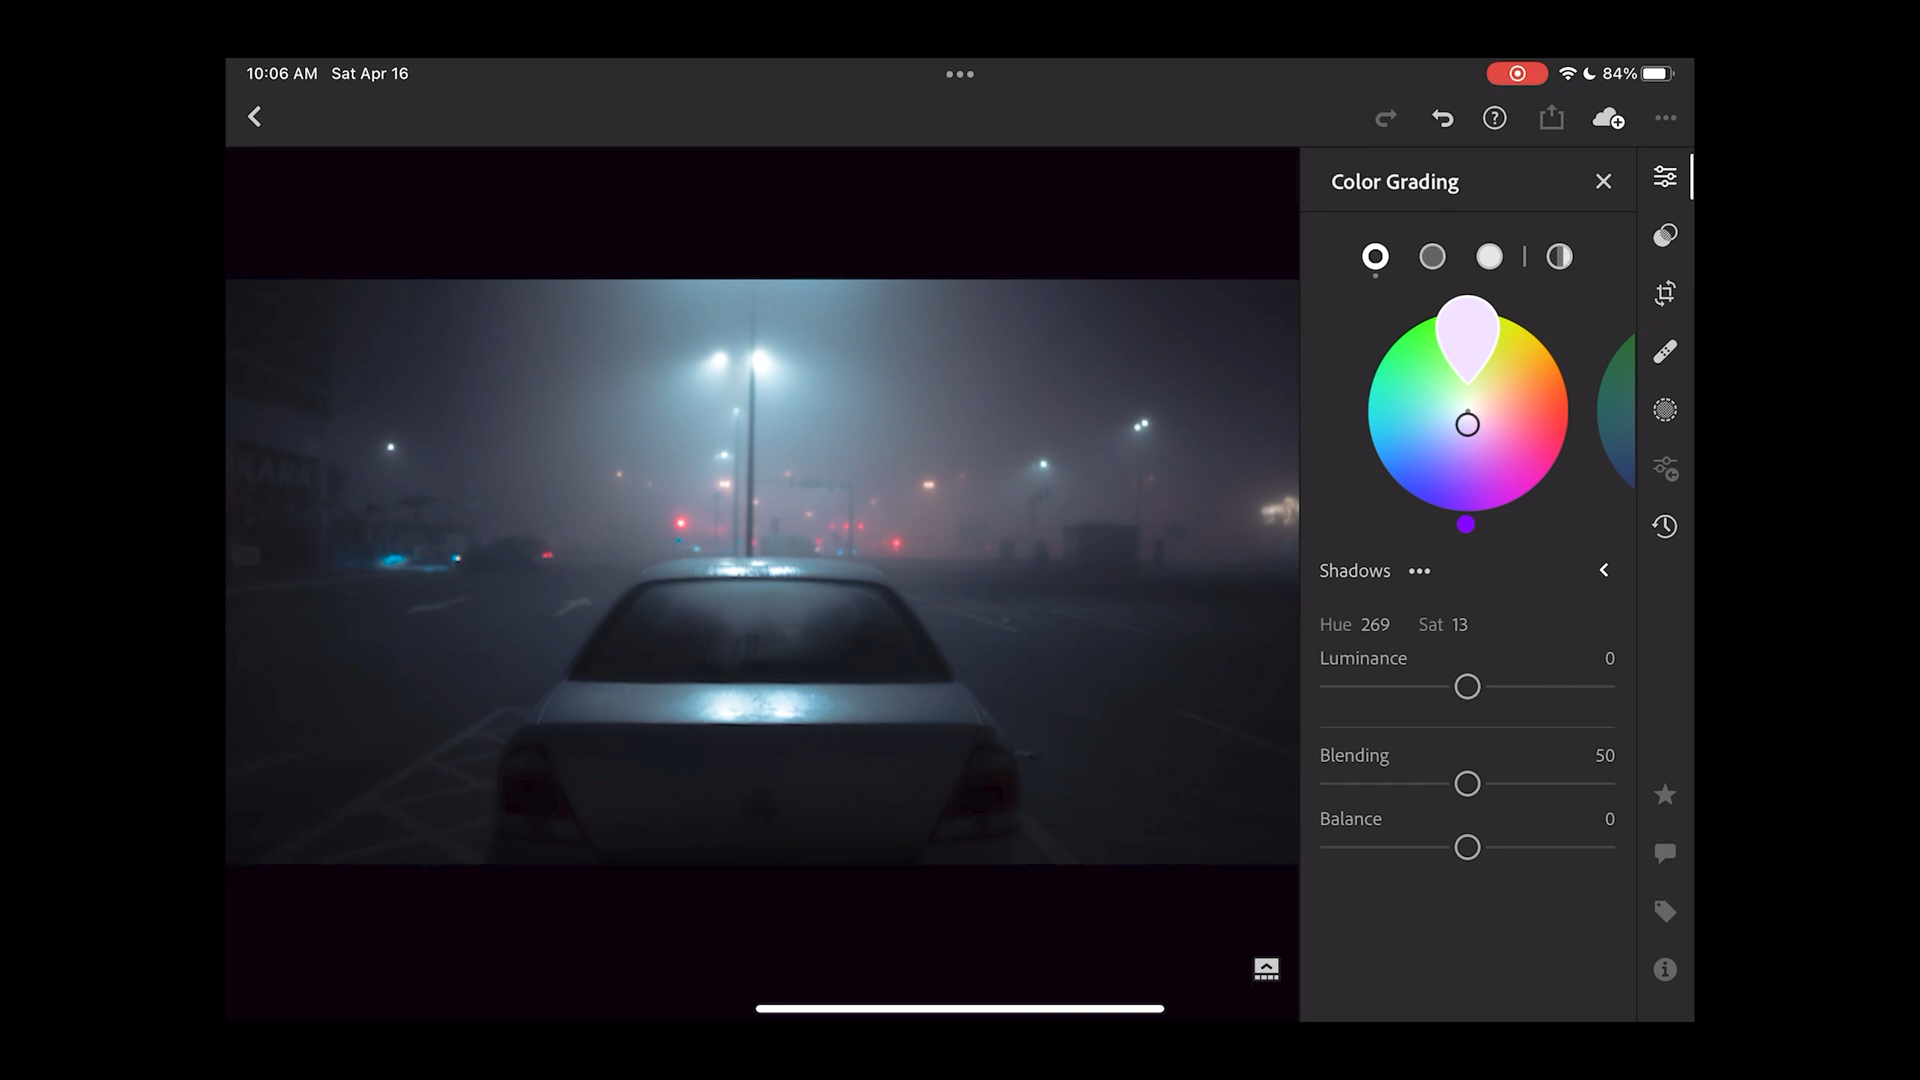 10:06 AM Sat Apr 16
84%
Color Grading
Shadows
Hue 269 Sat 13
Luminance 0
Blending 50
Balance 0